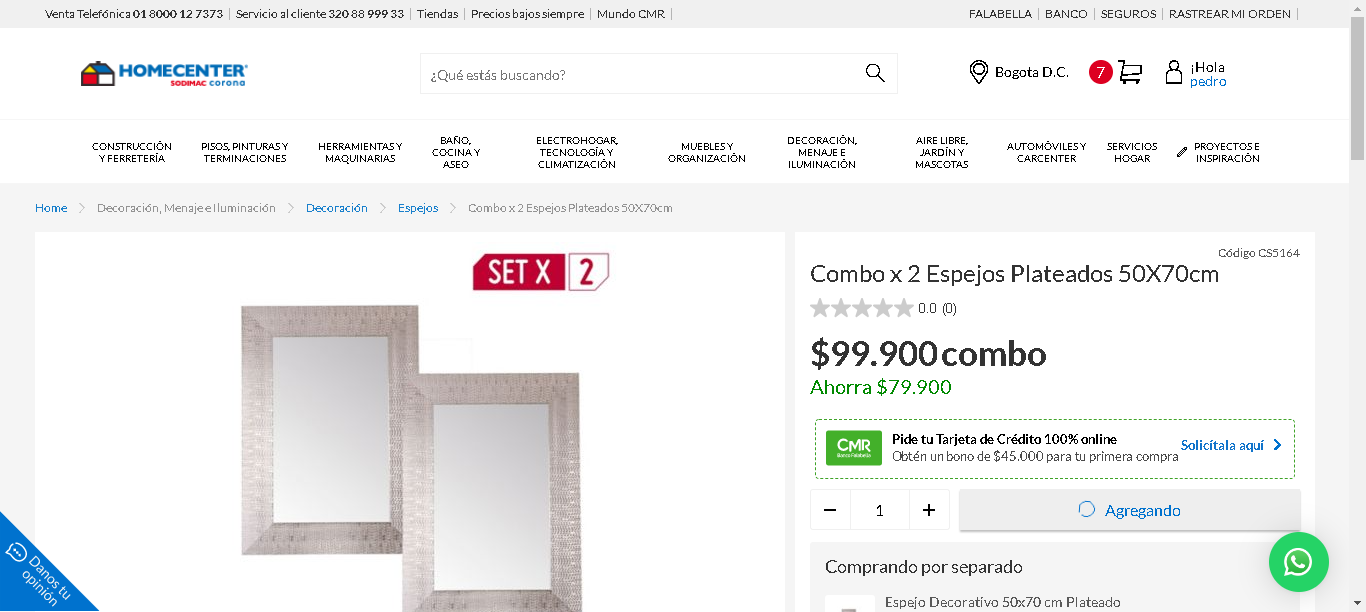 Venta Telefónica 01 8000 12 7373 | Servicio al cliente 320 88 999 33 | Tiendas | Precios bajos siempre | Mundo CMR |
FALABELLA | BANCO | SEGUROS | RASTREAR MI ORDEN |
HOMECENTER
SODIMAC corona
¿Qué estás buscando?
Bogota D.C.
7
¡Hola
pedro
CONSTRUCCIÓN
Y FERRETERÍA
PISOS, PINTURAS Y
TERMINACIONES
HERRAMIENTAS Y
MAQUINARIAS
BAÑO,
COCINA Y
ASEO
ELECTROHOGAR,
TECNOLOGÍA Y
CLIMATIZACIÓN
MUEBLES Y
ORGANIZACIÓN
DECORACIÓN,
MENAJE E
ILUMINACIÓN
AIRE LIBRE,
JARDÍN Y
MASCOTAS
AUTOMÓVILES Y
CARCENTER
SERVICIOS
HOGAR
PROYECTOS E
INSPIRACIÓN
Home > Decoración, Menaje e Iluminación > Decoración > Espejos > Combo x 2 Espejos Plateados 50X70cm
SET X 2
Código CS5164
Combo x 2 Espejos Plateados 50X70cm
0.0 (0)
$99.900 combo
Ahorra $79.900
CMR
Banco Falabella
Pide tu Tarjeta de Crédito 100% online
Obtén un bono de $45.000 para tu primera compra
Solicítala aquí
− 1 +
Agregando
Comprando por separado
Espejo Decorativo 50x70 cm Plateado
Danos tu
opinión